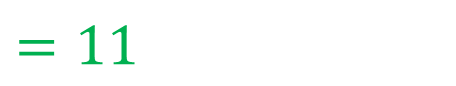 = 11